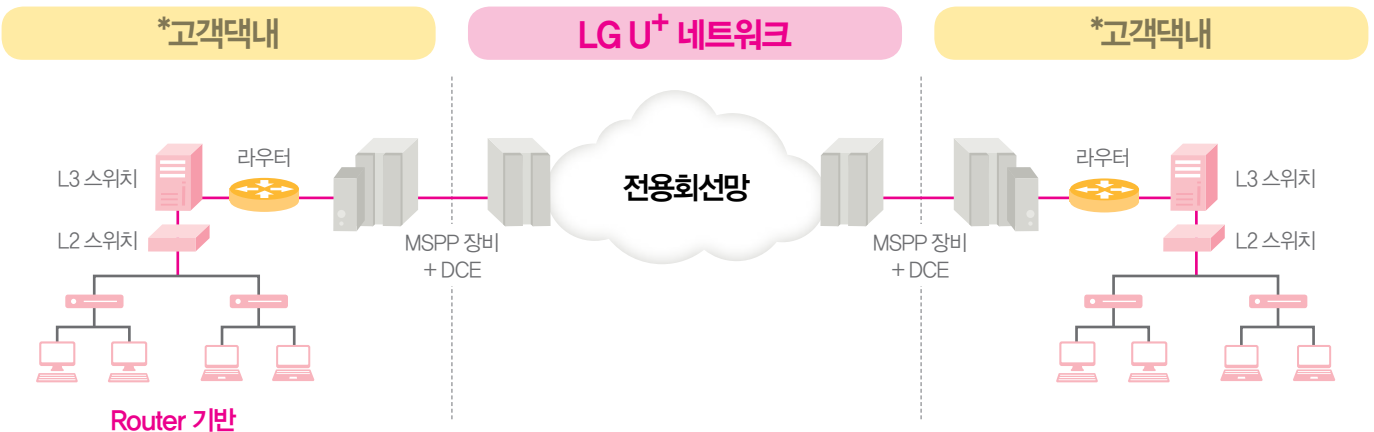 *고객댁내
LG U+ 네트워크
*고객댁내
라우터
L3 스위치
L2 스위치
MSPP 장비
+ DCE
전용회선망
MSPP 장비
+ DCE
라우터
L3 스위치
L2 스위치
Router 기반